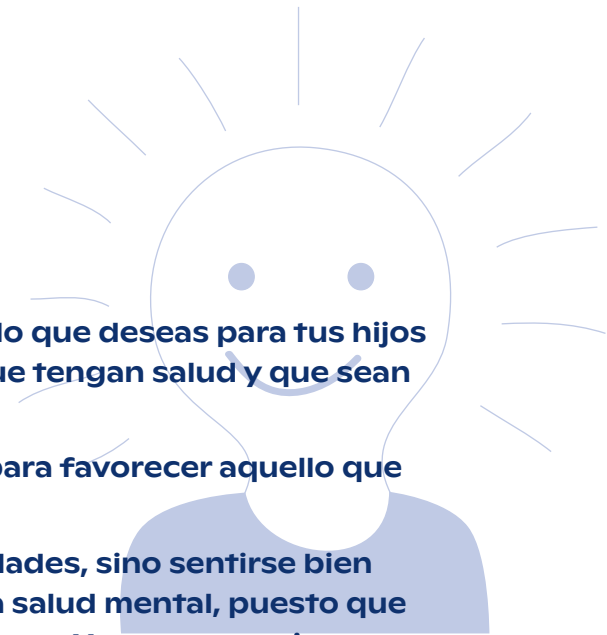 lo que deseas para tus hijos
que tengan salud y que sean
para favorecer aquello que
dades, sino sentirse bien
a salud mental, puesto que